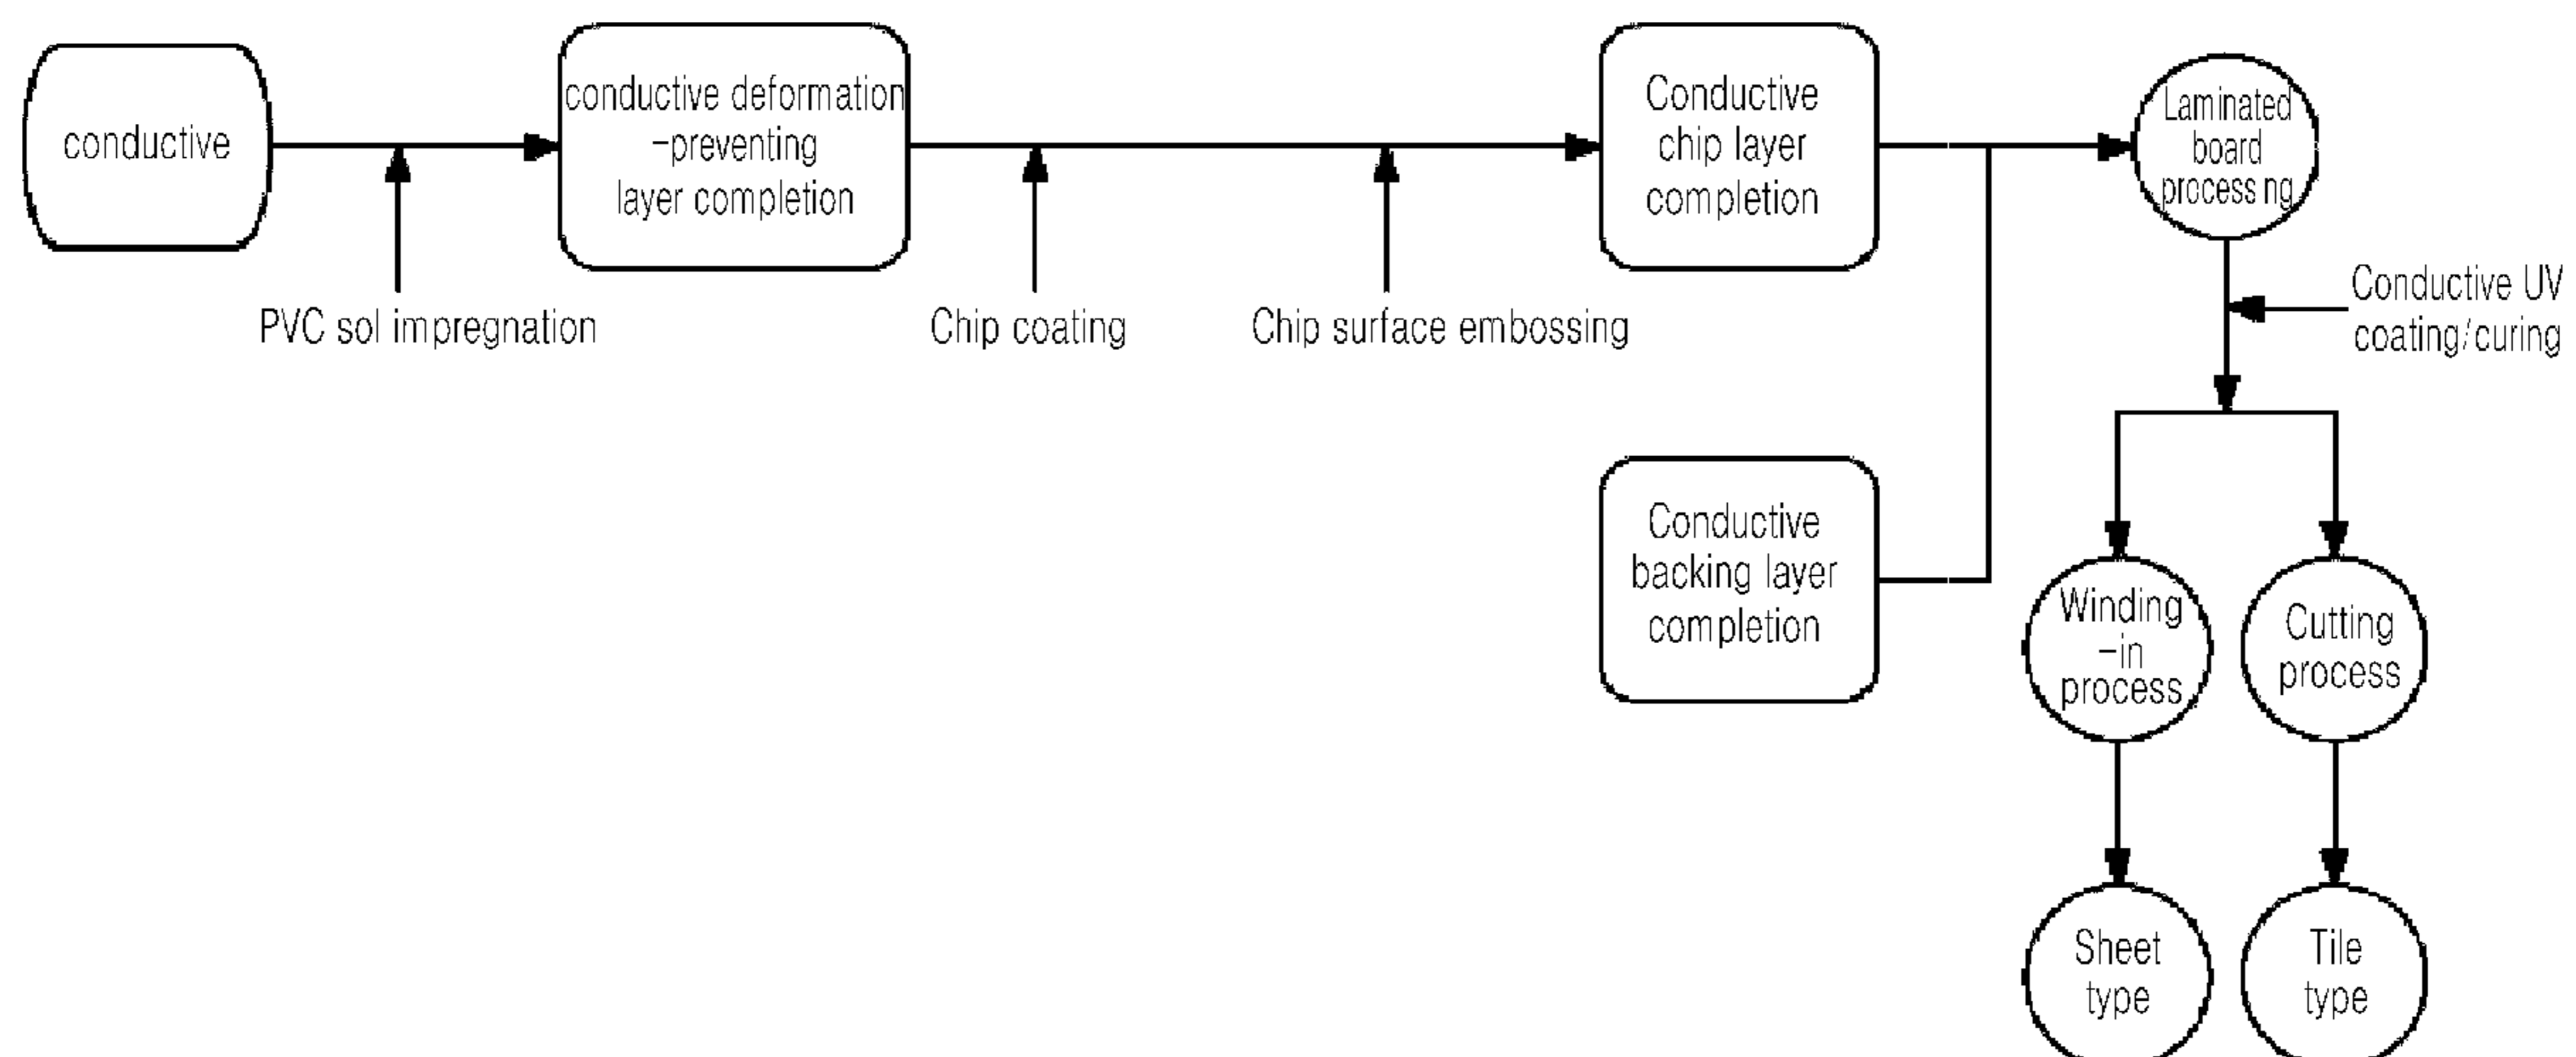 conductive
conductive deformation
-preventing
layer completion
Conductive
chip layer
completion
Laminated
board
processing
PVC sol impregnation
Chip coating
Chip surface embossing
Conductive UV
coating/curing
Conductive
backing layer
completion
Winding
-in
process
Cutting
process
Sheet
type
Tile
type